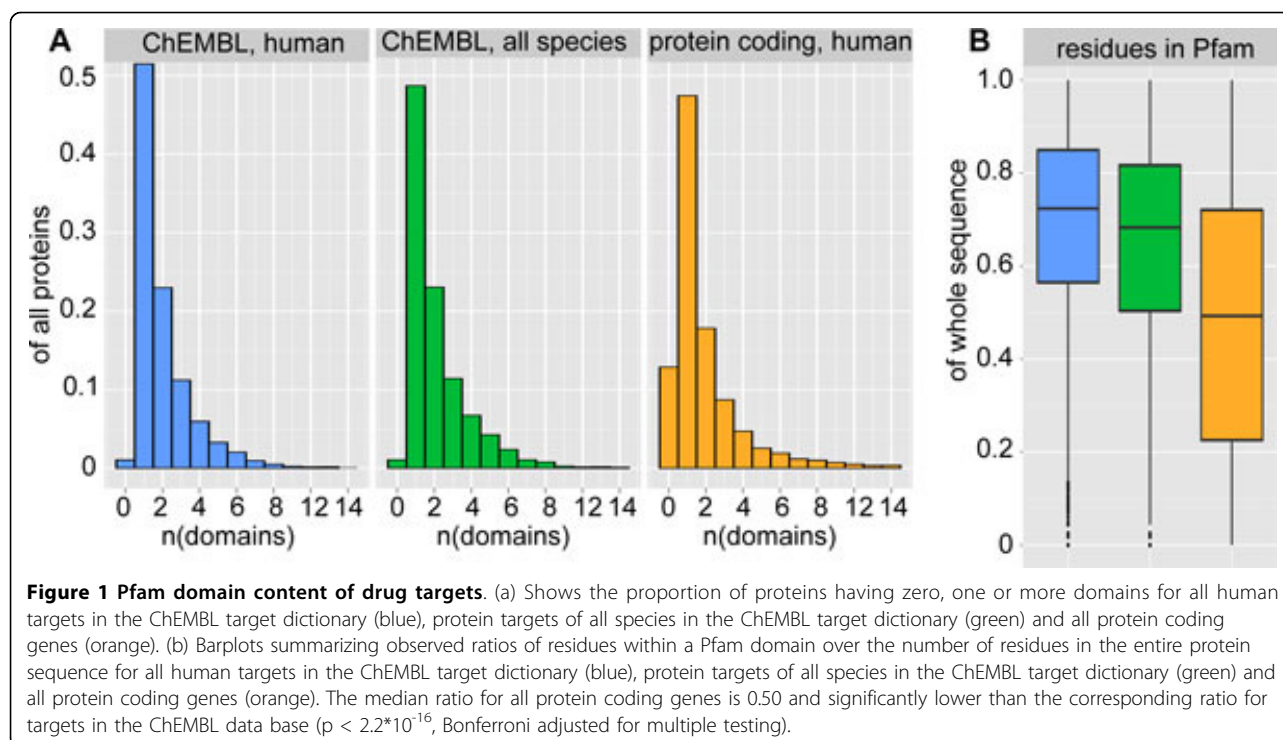 A
ChEMBL, human
ChEMBL, all species
protein coding, human
of all proteins
0.5
0.4
0.3
0.2
0.1
0
0 2 4 6 8 12 14
n(domains)
0 2 4 6 8 12 14
n(domains)
0 2 4 6 8 12 14
n(domains)
B
residues in Pfam
of whole sequence
1.0
0.8
0.6
0.4
0.2
0
Figure 1 Pfam domain content of drug targets. (a) Shows the proportion of proteins having zero, one or more domains for all human
targets in the ChEMBL target dictionary (blue), protein targets of all species in the ChEMBL target dictionary (green) and all protein coding
genes (orange). (b) Barplots summarizing observed ratios of residues within a Pfam domain over the number of residues in the entire protein
sequence for all human targets in the ChEMBL target dictionary (blue), protein targets of all species in the ChEMBL target dictionary (green) and
all protein coding genes (orange). The median ratio for all protein coding genes is 0.50 and significantly lower than the corresponding ratio for
targets in the ChEMBL data base (p < 2.2*10-16, Bonferroni adjusted for multiple testing).